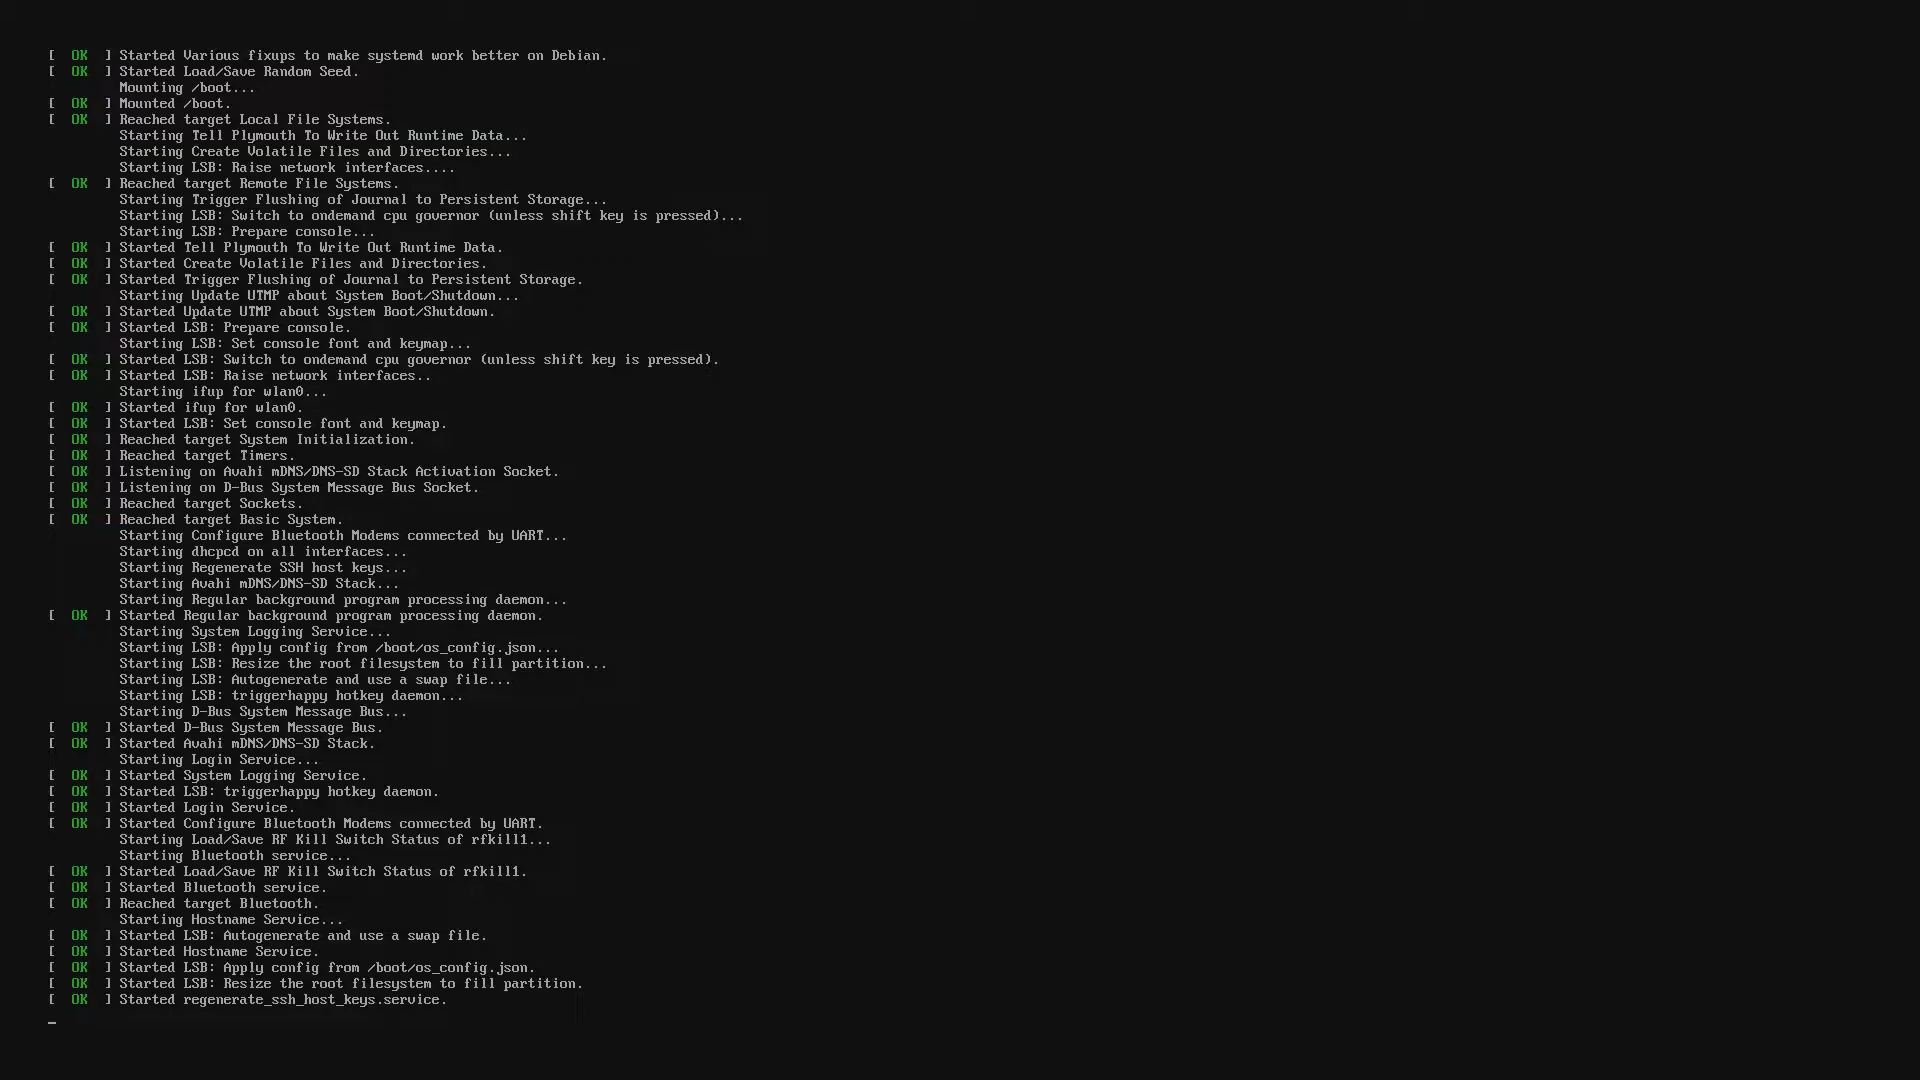 [  OK  ] Started Various fixups to make systemd work better on Debian.
[  OK  ] Started Load/Save Random Seed.
Mounting /boot...
[  OK  ] Mounted /boot.
[  OK  ] Reached target Local File Systems.
Starting Tell Plymouth To Write Out Runtime Data...
Starting Create Volatile Files and Directories...
Starting LSB: Raise network interfaces....
[  OK  ] Reached target Remote File Systems.
Starting Trigger Flushing of Journal to Persistent Storage...
Starting LSB: Switch to ondemand cpu governor (unless shift key is pressed)...
Starting LSB: Prepare console...
[  OK  ] Started Tell Plymouth To Write Out Runtime Data.
[  OK  ] Started Create Volatile Files and Directories.
[  OK  ] Started Trigger Flushing of Journal to Persistent Storage.
Starting Update UTMP about System Boot/Shutdown...
[  OK  ] Started Update UTMP about System Boot/Shutdown.
[  OK  ] Started LSB: Prepare console.
Starting LSB: Set console font and keymap...
[  OK  ] Started LSB: Switch to ondemand cpu governor (unless shift key is pressed).
[  OK  ] Started LSB: Raise network interfaces..
Starting ifup for wlan0...
[  OK  ] Started ifup for wlan0.
[  OK  ] Started LSB: Set console font and keymap.
[  OK  ] Reached target System Initialization.
[  OK  ] Reached target Timers.
[  OK  ] Listening on Avahi mDNS/DNS-SD Stack Activation Socket.
[  OK  ] Listening on D-Bus System Message Bus Socket.
[  OK  ] Reached target Sockets.
[  OK  ] Reached target Basic System.
Starting Configure Bluetooth Modems connected by UART...
Starting dhcpcd on all interfaces...
Starting Regenerate SSH host keys...
Starting Avahi mDNS/DNS-SD Stack...
Starting Regular background program processing daemon...
[  OK  ] Started Regular background program processing daemon.
Starting System Logging Service...
Starting LSB: Apply config from /boot/os_config.json...
Starting LSB: Resize the root filesystem to fill partition...
Starting LSB: Autogenerate and use a swap file...
Starting LSB: triggerhappy hotkey daemon...
Starting D-Bus System Message Bus...
[  OK  ] Started D-Bus System Message Bus.
[  OK  ] Started Avahi mDNS/DNS-SD Stack.
Starting Login Service...
[  OK  ] Started System Logging Service.
[  OK  ] Started LSB: triggerhappy hotkey daemon.
[  OK  ] Started Login Service.
[  OK  ] Started Configure Bluetooth Modems connected by UART.
Starting Load/Save RF Kill Switch Status of rfkill1...
Starting Bluetooth service...
[  OK  ] Started Load/Save RF Kill Switch Status of rfkill1.
[  OK  ] Started Bluetooth service.
[  OK  ] Reached target Bluetooth.
Starting Hostname Service...
[  OK  ] Started LSB: Autogenerate and use a swap file.
[  OK  ] Started Hostname Service.
[  OK  ] Started LSB: Apply config from /boot/os_config.json.
[  OK  ] Started LSB: Resize the root filesystem to fill partition.
[  OK  ] Started regenerate_ssh_host_keys.service.
_